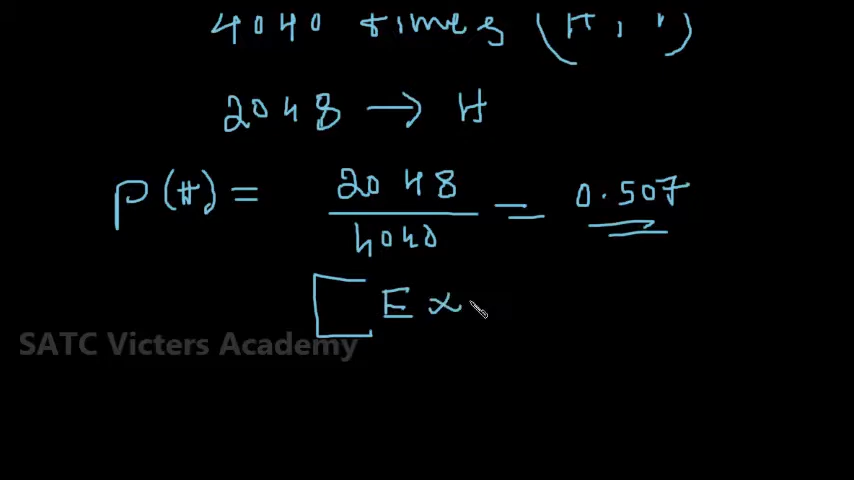 4040 times (H, T)
2048 → H
P(H) = 2048/4040 = 0.507
[Ex
SATC Victers Academy